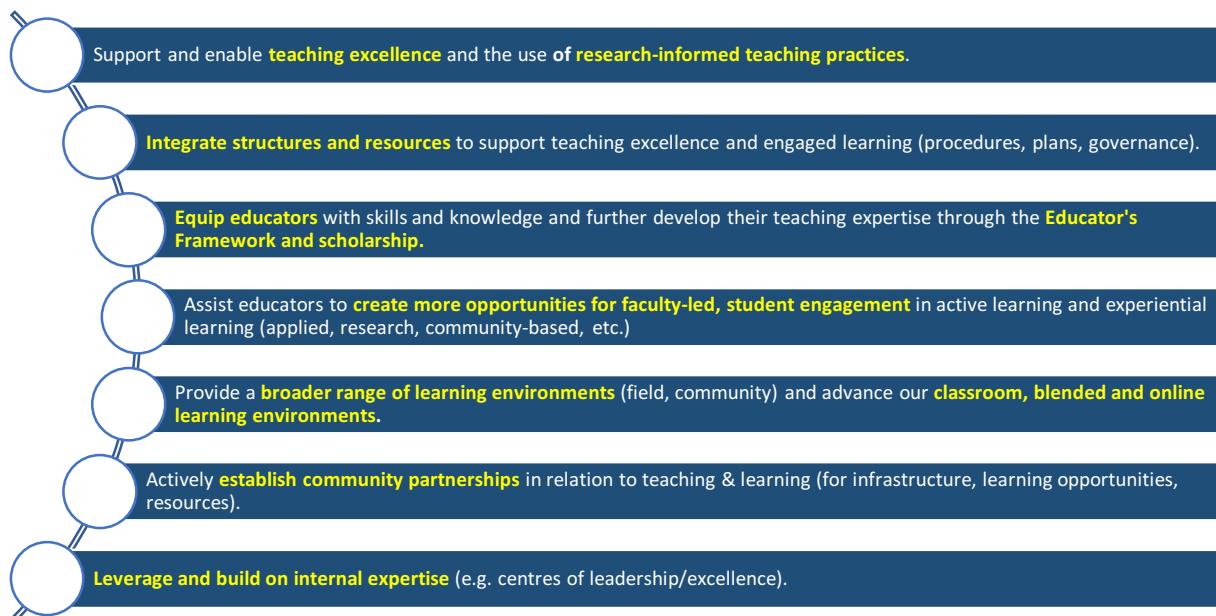 Support and enable teaching excellence and the use of research-informed teaching practices.
Integrate structures and resources to support teaching excellence and engaged learning (procedures, plans, governance).
Equip educators with skills and knowledge and further develop their teaching expertise through the Educator's
Framework and scholarship.
Assist educators to create more opportunities for faculty-led, student engagement in active learning and experiential
learning (applied, research, community-based, etc.)
Provide a broader range of learning environments (field, community) and advance our classroom, blended and online
learning environments.
Actively establish community partnerships in relation to teaching & learning (for infrastructure, learning opportunities,
resources).
Leverage and build on internal expertise (e.g. centres of leadership/excellence).